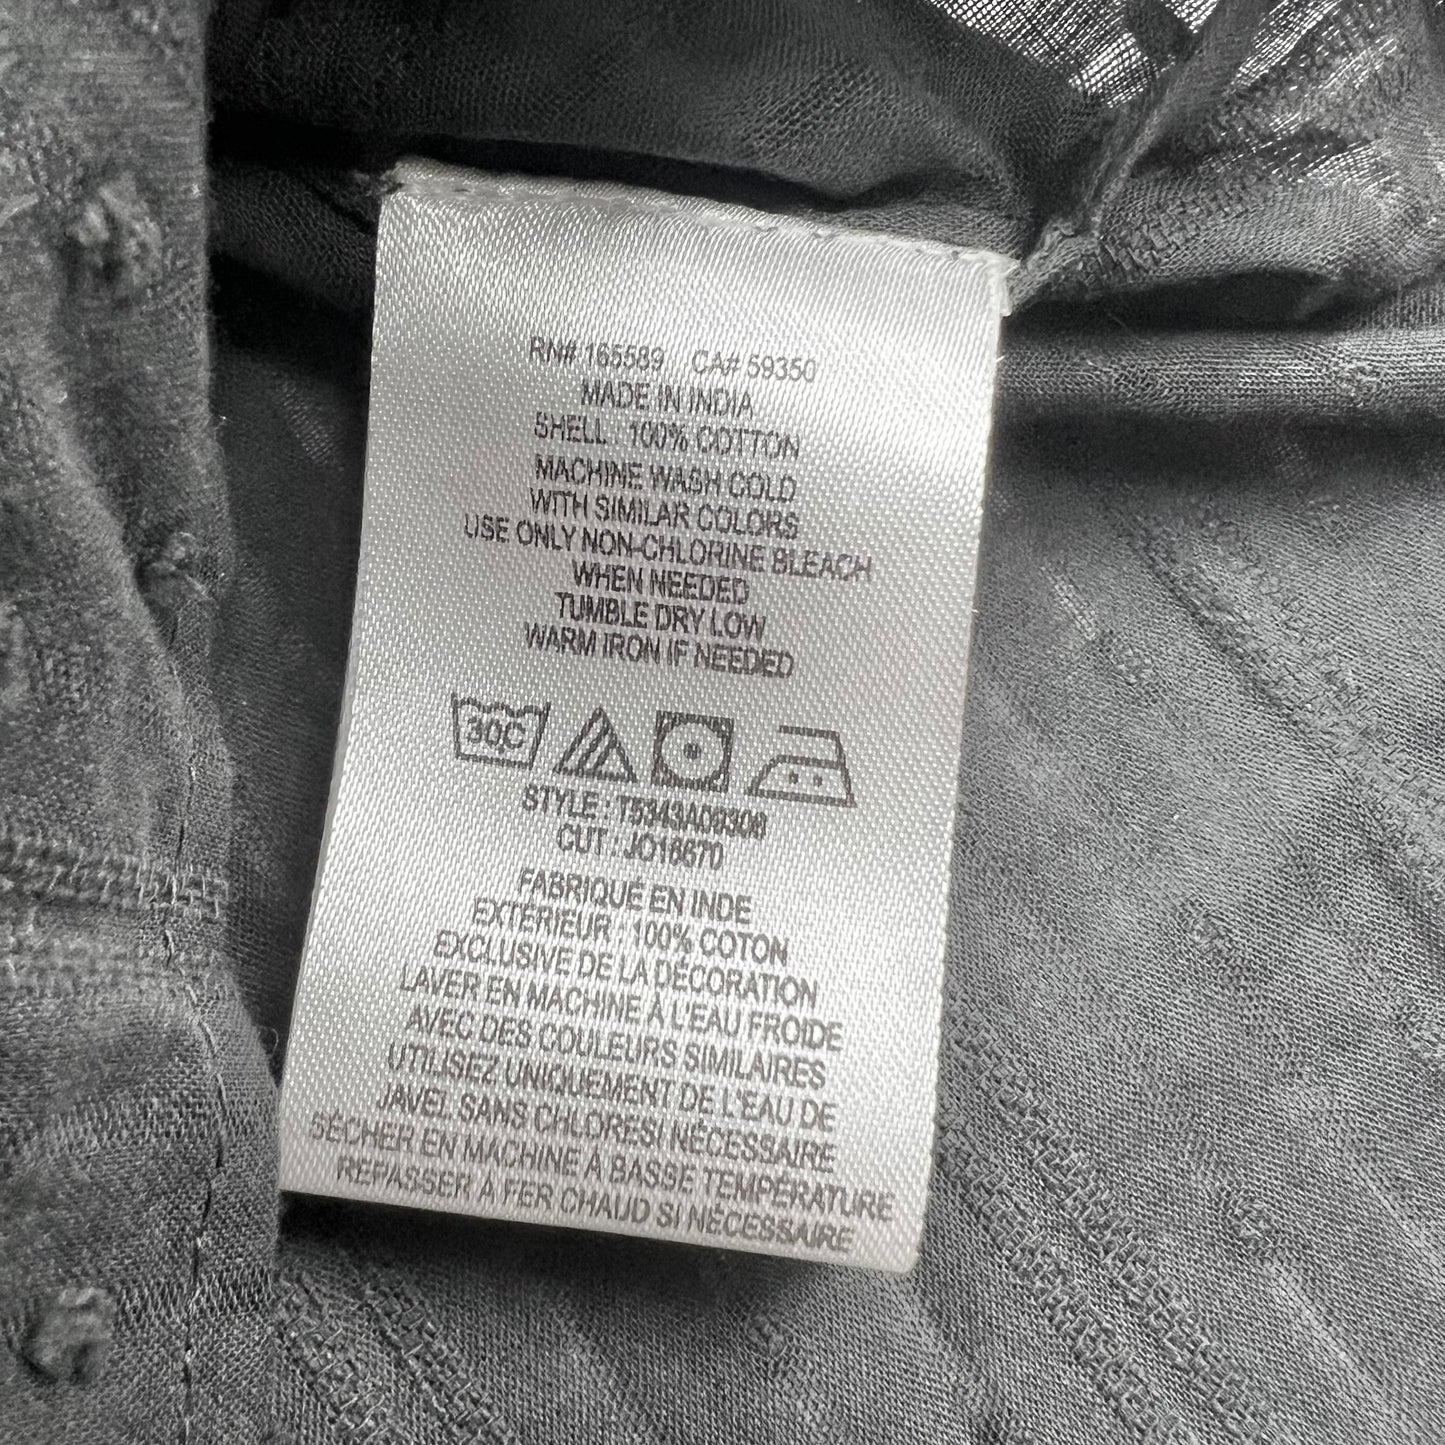 RN# 165589 CA# 59350
MADE IN INDIA
SHELL : 100% COTTON
MACHINE WASH COLD
WITH SIMILAR COLORS
USE ONLY NON-CHLORINE BLEACH
WHEN NEEDED
TUMBLE DRY LOW
WARM IRON IF NEEDED
30C
STYLE : T5343A09308
CUT : JO16670
FABRIQUÉ EN INDE
EXTÉRIEUR : 100% COTON
EXCLUSIVE DE LA DÉCORATION
LAVER EN MACHINE À L'EAU FROIDE
AVEC DES COULEURS SIMILAIRES
UTILISEZ UNIQUEMENT DE L'EAU DE
JAVEL SANS CHLORESI NÉCESSAIRE
SÉCHER EN MACHINE À BASSE TEMPÉRATURE
REPASSER À FER CHAUD SI NÉCESSAIRE